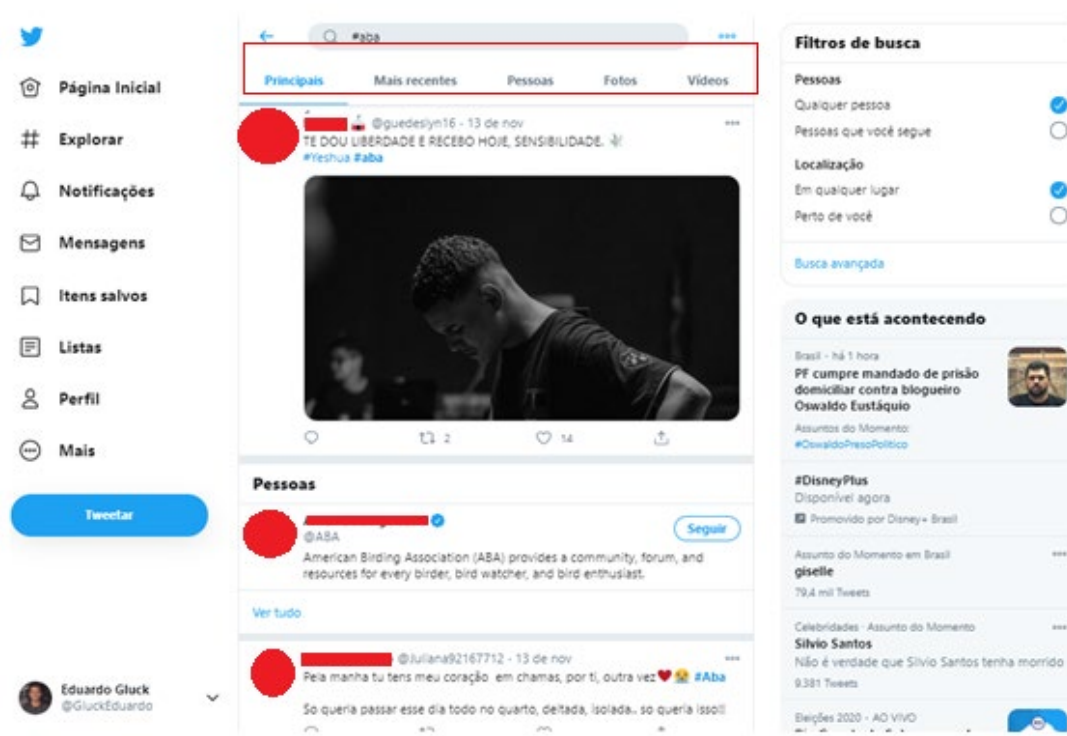 #aba
Principais
Mais recentes
Pessoas
Fotos
Vídeos
Página Inicial
Explorar
Notificações
Mensagens
Itens salvos
Listas
Perfil
Mais
Tweetar
Eduardo Gluck
@GluckEduardo
@guedeslyn16 · 13 de nov
TE DOU LIBERDADE E RECEBO HOJE, SENSIBILIDADE.
#Yeshua #aba
2
14
Pessoas
@ABA
Seguir
American Birding Association (ABA) provides a community, forum, and
resources for every birder, bird watcher, and bird enthusiast.
Ver tudo
@Juliana92167712 · 13 de nov
Pela manha tu tens meu coração em chamas, por ti, outra vez❤😭 #Aba
So queria passar esse dia todo no quarto, deitada, isolada.. so queria isso!!
Filtros de busca
Pessoas
Qualquer pessoa
Pessoas que você segue
Localização
Em qualquer lugar
Perto de você
Busca avançada
O que está acontecendo
Brasil · há 1 hora
PF cumpre mandado de prisão
domiciliar contra blogueiro
Oswaldo Eustáquio
Assuntos do Momento:
#OswaldoPresoPolitico
#DisneyPlus
Disponível agora
Promovido por Disney+ Brasil
Assunto do Momento em Brasil
giselle
79,4 mil Tweets
Celebridades · Assunto do Momento
Silvio Santos
Não é verdade que Silvio Santos tenha morrido
9.381 Tweets
Eleições 2020 · AO VIVO